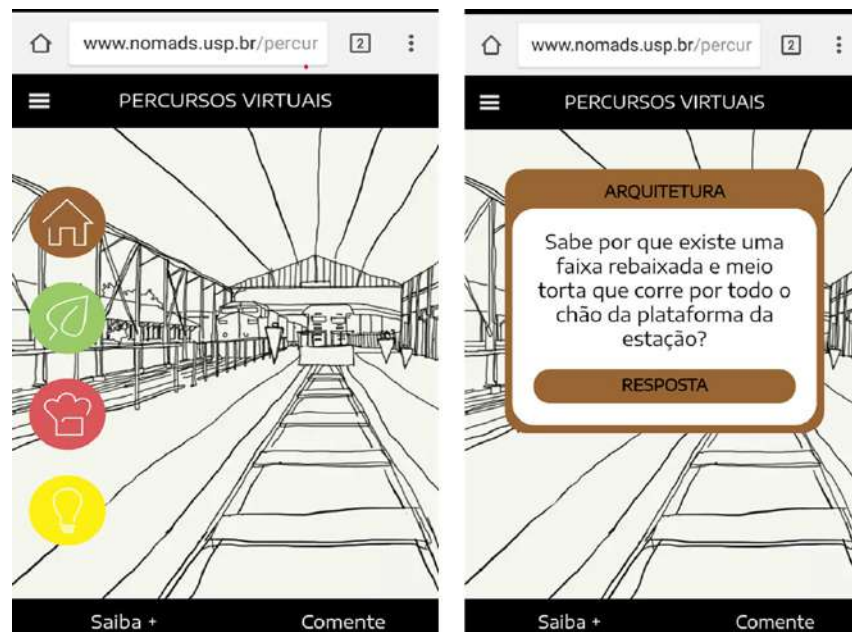 www.nomads.usp.br/percur
2
PERCURSOS VIRTUAIS
Saiba +
Comente
www.nomads.usp.br/percur
2
PERCURSOS VIRTUAIS
ARQUITETURA
Sabe por que existe uma
faixa rebaixada e meio
torta que corre por todo o
chão da plataforma da
estação?
RESPOSTA
Saiba +
Comente